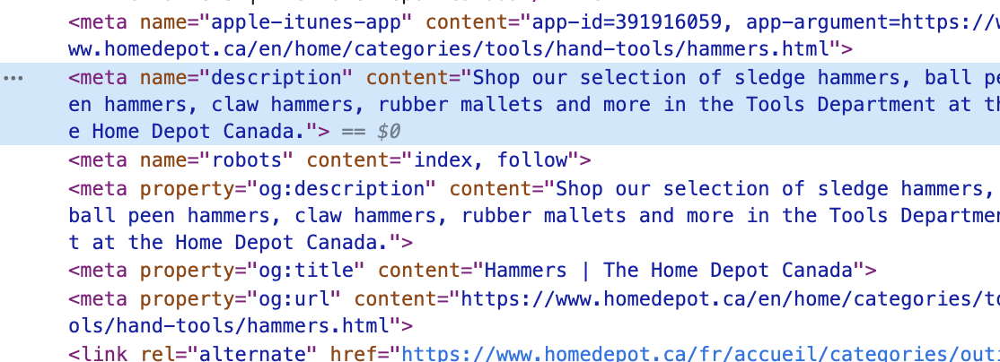 <meta name="apple-itunes-app" content="app-id=391916059, app-argument=https://w
ww.homedepot.ca/en/home/categories/tools/hand-tools/hammers.html">
<meta name="description" content="Shop our selection of sledge hammers, ball pe
en hammers, claw hammers, rubber mallets and more in the Tools Department at th
e Home Depot Canada."> == $0
<meta name="robots" content="index, follow">
<meta property="og:description" content="Shop our selection of sledge hammers,
ball peen hammers, claw hammers, rubber mallets and more in the Tools Departmen
t at the Home Depot Canada.">
<meta property="og:title" content="Hammers | The Home Depot Canada">
<meta property="og:url" content="https://www.homedepot.ca/en/home/categories/to
ols/hand-tools/hammers.html">
<link rel="alternate" href="https://www.homedepot.ca/fr/accueil/categories/outi